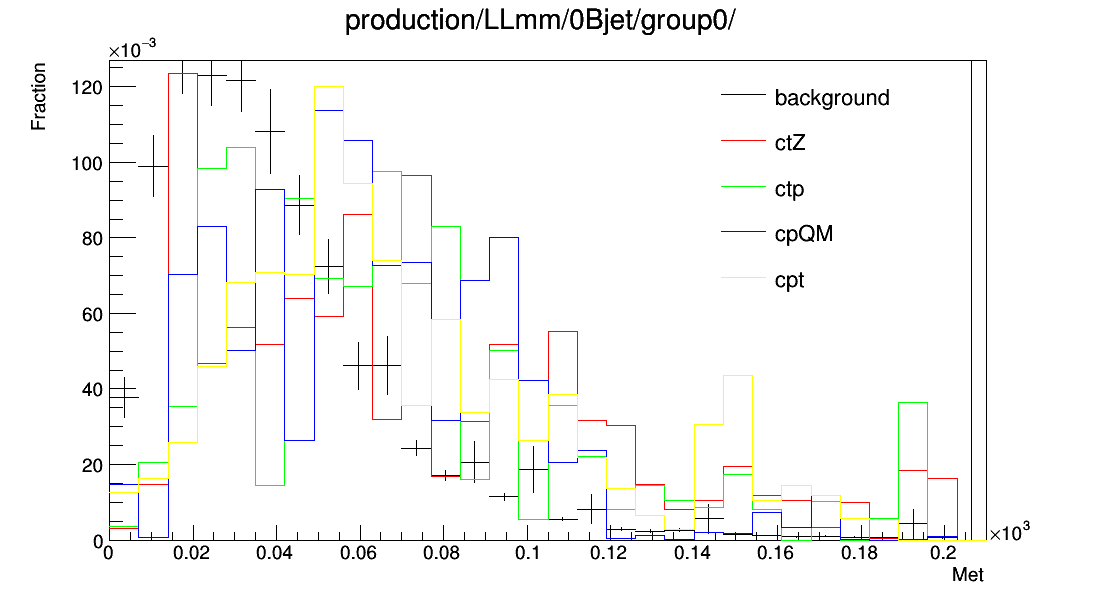 production/LLmm/0Bjet/group0/
×10⁻³
Fraction
120
100
80
60
40
20
0
background
ctZ
ctp
cpQM
cpt
0 0.02 0.04 0.06 0.08 0.1 0.12 0.14 0.16 0.18 0.2
×10³
Met